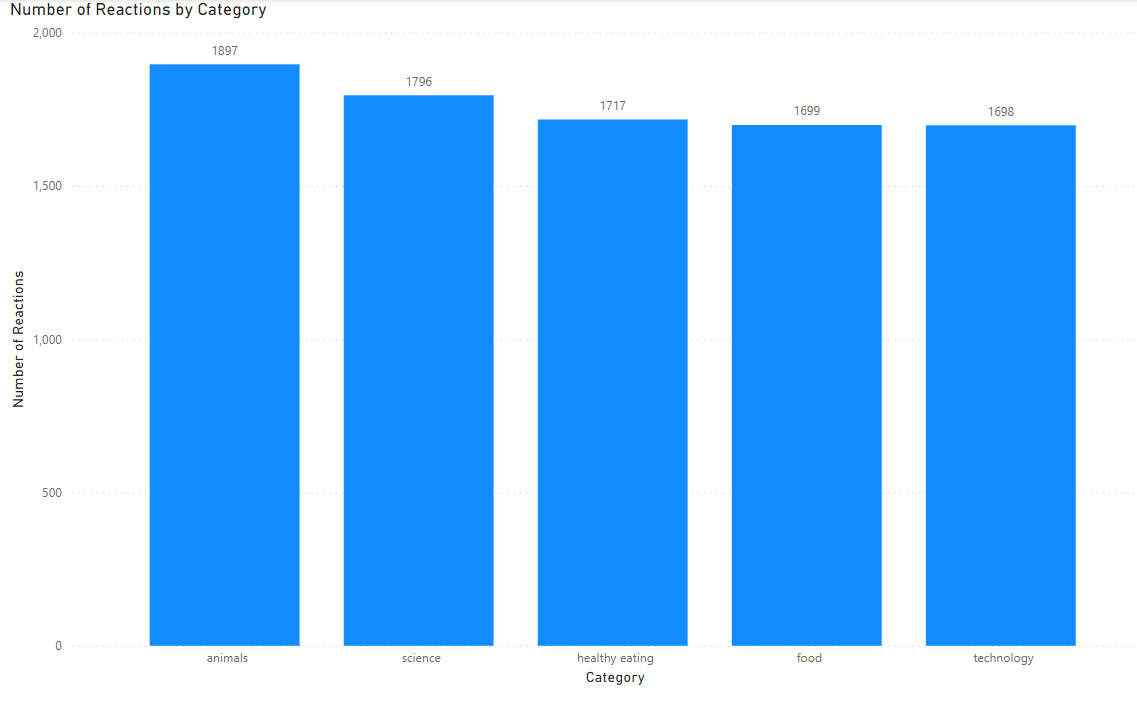 Number of Reactions by Category
2,000
1,500
1,000
500
0
Number of Reactions
1897
1796
1717
1699
1698
animals
science
healthy eating
food
technology
Category